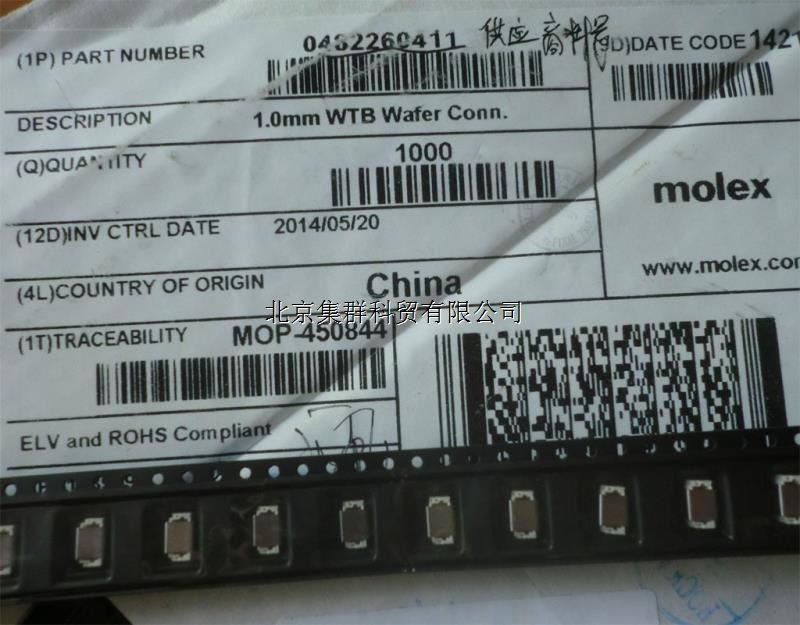 (1P) PART NUMBER 0482260411 供应商料号 DATE CODE 1421
DESCRIPTION 1.0mm WTB Wafer Conn.
(Q)QUANTITY 1000
molex
(12D)INV CTRL DATE 2014/05/20
www.molex.com
(4L)COUNTRY OF ORIGIN China
北京集群科贸有限公司
(1T)TRACEABILITY MOP-450844
ELV and ROHS Compliant